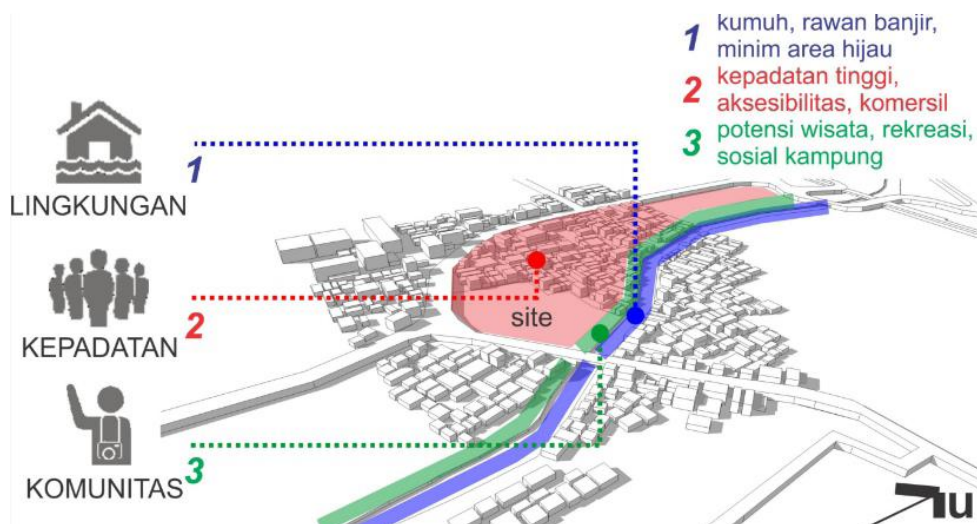 1 kumuh, rawan banjir,
minim area hijau
2 kepadatan tinggi,
aksesibilitas, komersil
3 potensi wisata, rekreasi,
sosial kampung
1
LINGKUNGAN
2
KEPADATAN
site
3
KOMUNITAS
u